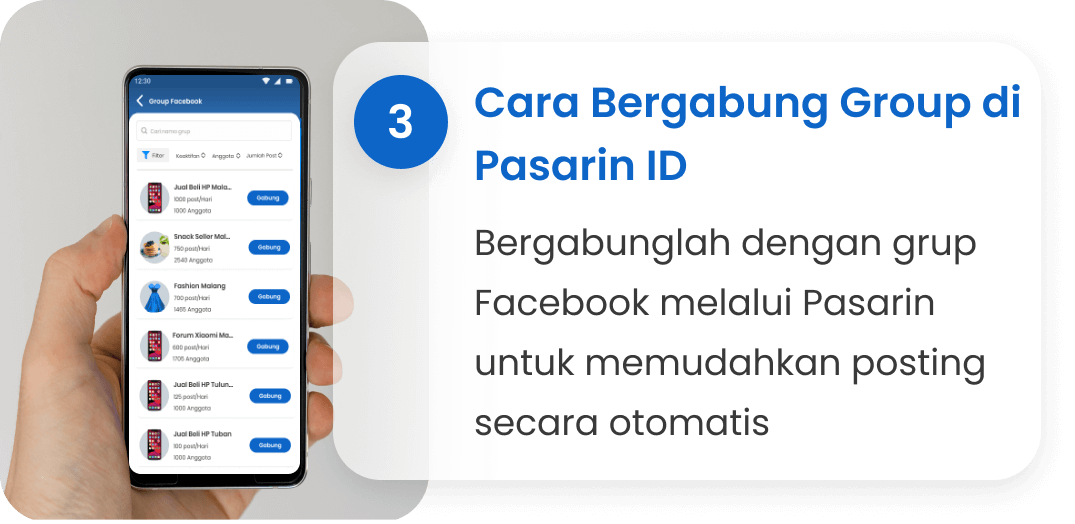 12:30
Group Facebook
Cari nama grup
Filter Keaktifan Anggota Jumlah Post
Jual Beli HP Mala...
1000 post/Hari
1000 Anggota
Gabung
Snack Seller Mal...
750 post/Hari
2540 Anggota
Gabung
Fashion Malang
700 post/Hari
1455 Anggota
Gabung
Forum Xiaomi Ma...
600 post/Hari
1705 Anggota
Gabung
Jual Beli HP Tulun...
125 post/Hari
1000 Anggota
Gabung
Jual Beli HP Tuban
100 post/Hari
1000 Anggota
Gabung
3
Cara Bergabung Group di
Pasarin ID
Bergabunglah dengan grup
Facebook melalui Pasarin
untuk memudahkan posting
secara otomatis